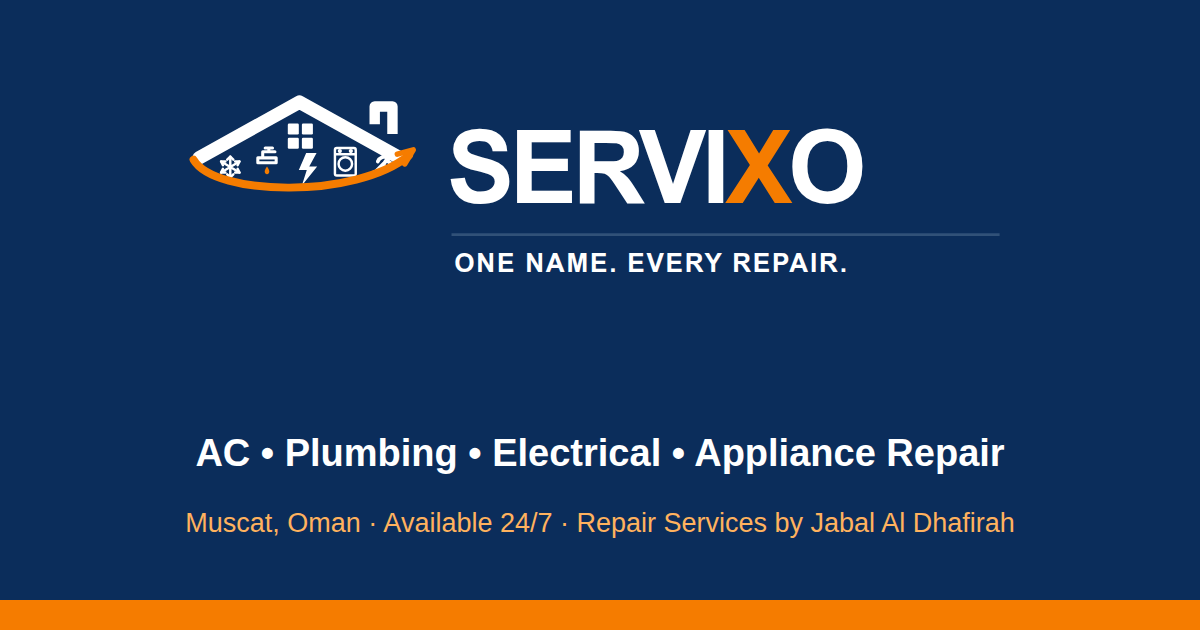 SERVIXO
ONE NAME. EVERY REPAIR.
AC • Plumbing • Electrical • Appliance Repair
Muscat, Oman · Available 24/7 · Repair Services by Jabal Al Dhafirah